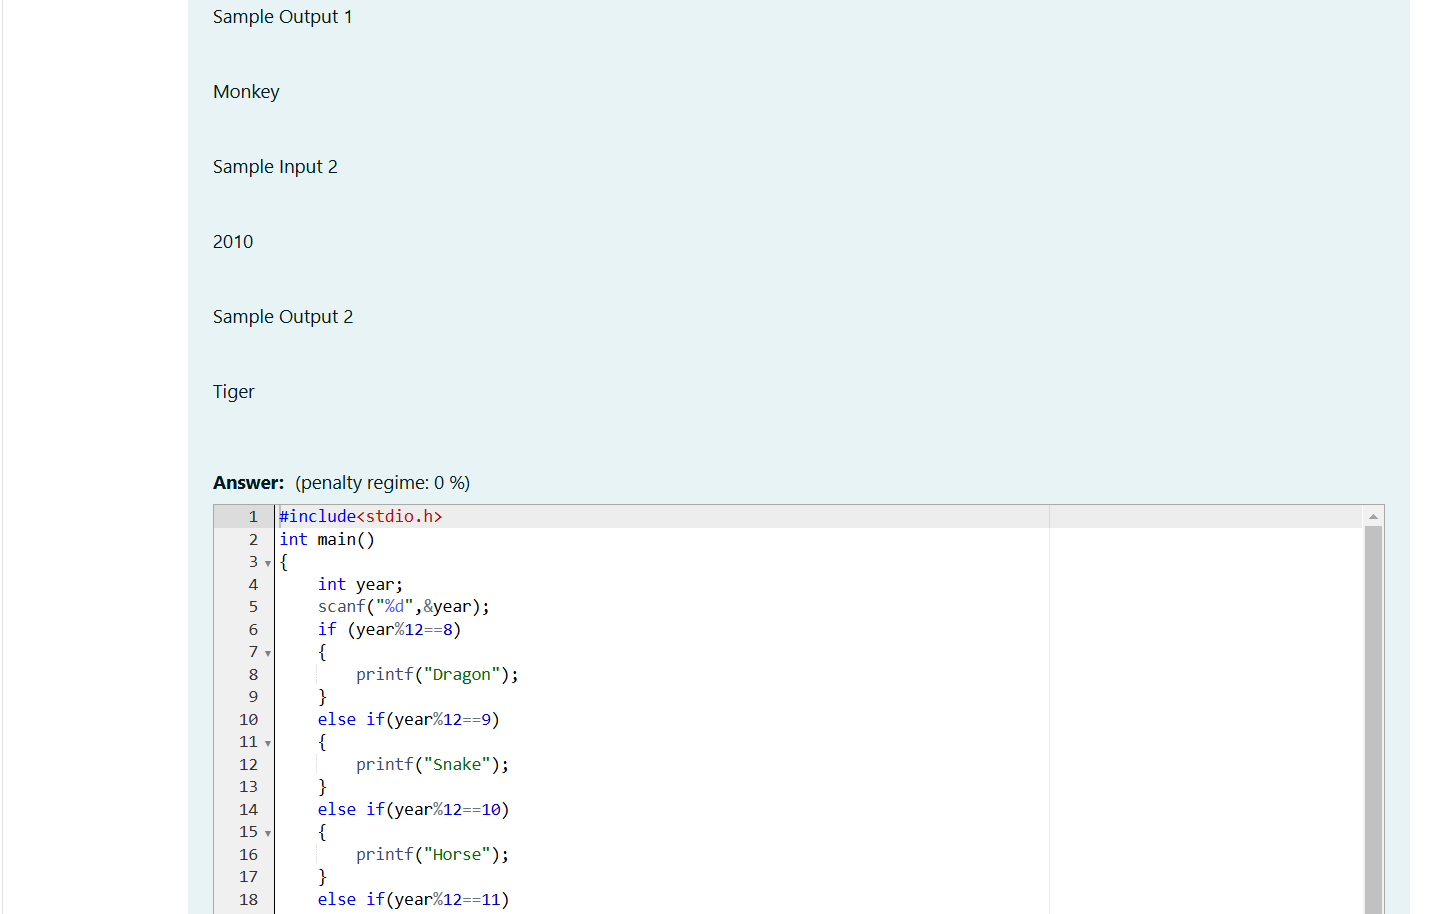 Sample Output 1
Monkey
Sample Input 2
2010
Sample Output 2
Tiger
Answer: (penalty regime: 0 %)
1 #include<stdio.h>
2 int main()
3 {
4     int year;
5     scanf("%d",&year);
6     if (year%12==8)
7     {
8         printf("Dragon");
9     }
10     else if(year%12==9)
11     {
12         printf("Snake");
13     }
14     else if(year%12==10)
15     {
16         printf("Horse");
17     }
18     else if(year%12==11)